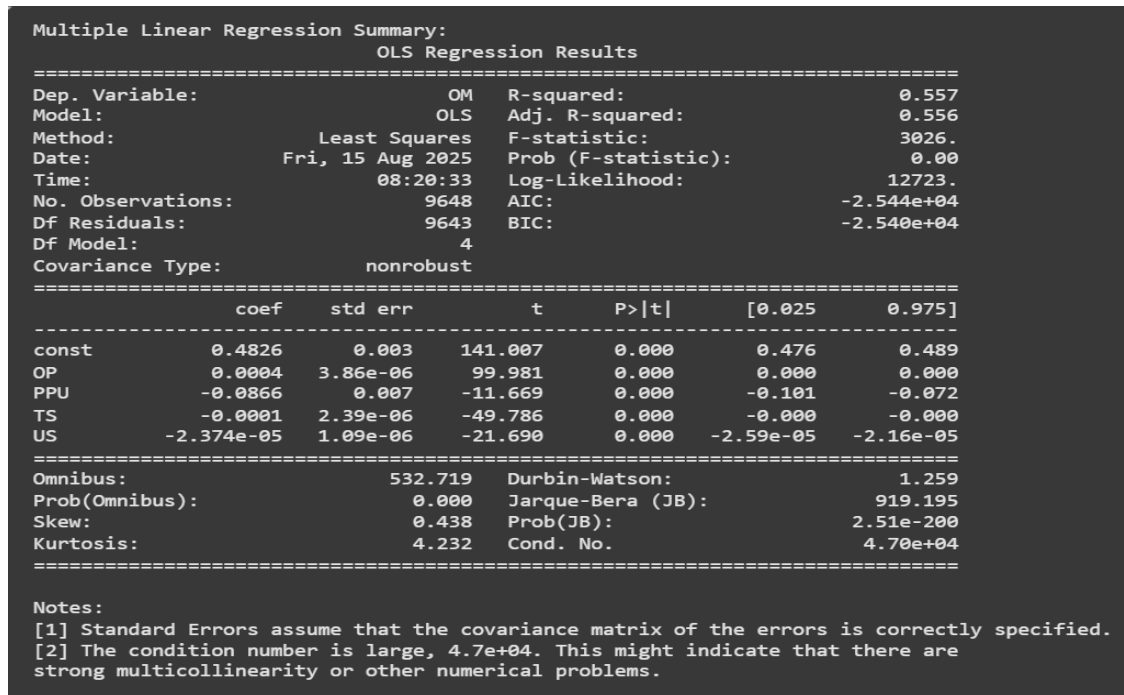 Multiple Linear Regression Summary:
                            OLS Regression Results
==============================================================================
Dep. Variable:                     OM   R-squared:                       0.557
Model:                            OLS   Adj. R-squared:                  0.556
Method:                 Least Squares   F-statistic:                     3026.
Date:                Fri, 15 Aug 2025   Prob (F-statistic):               0.00
Time:                        08:20:33   Log-Likelihood:                 12723.
No. Observations:                9648   AIC:                        -2.544e+04
Df Residuals:                    9643   BIC:                        -2.540e+04
Df Model:                           4
Covariance Type:            nonrobust
==============================================================================
                 coef    std err          t      P>|t|      [0.025      0.975]
------------------------------------------------------------------------------
const          0.4826      0.003    141.007      0.000       0.476       0.489
OP             0.0004   3.86e-06     99.981      0.000       0.000       0.000
PPU           -0.0866      0.007    -11.669      0.000      -0.101      -0.072
TS            -0.0001   2.39e-06    -49.786      0.000      -0.000      -0.000
US         -2.374e-05   1.09e-06    -21.690      0.000   -2.59e-05   -2.16e-05
==============================================================================
Omnibus:                      532.719   Durbin-Watson:                   1.259
Prob(Omnibus):                  0.000   Jarque-Bera (JB):              919.195
Skew:                           0.438   Prob(JB):                    2.51e-200
Kurtosis:                       4.232   Cond. No.                     4.70e+04
==============================================================================

Notes:
[1] Standard Errors assume that the covariance matrix of the errors is correctly specified.
[2] The condition number is large, 4.7e+04. This might indicate that there are
strong multicollinearity or other numerical problems.